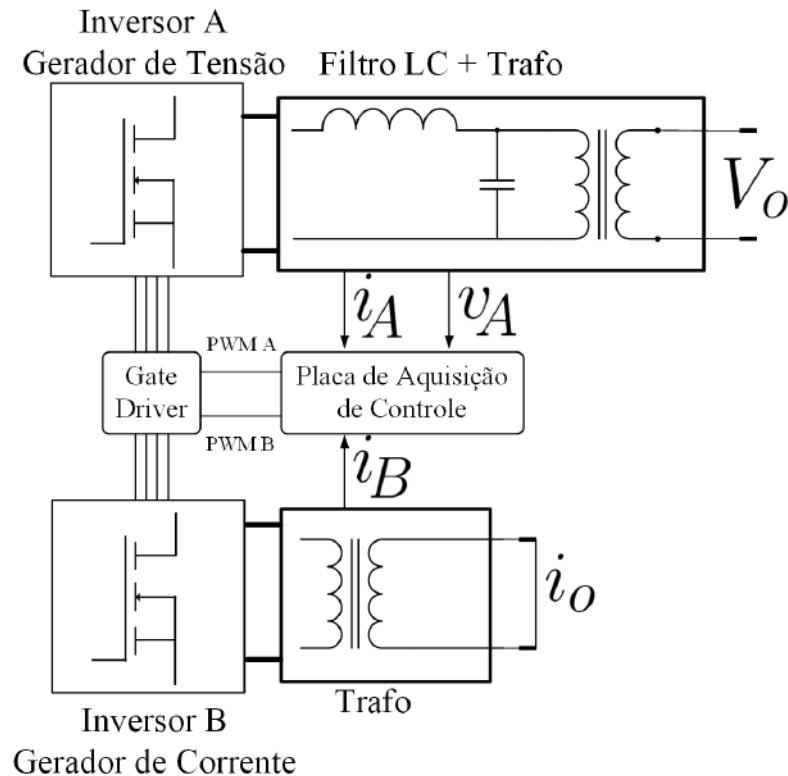 Inversor A
Gerador de Tensão
Filtro LC + Trafo
V_O
i_A
v_A
PWM A
Gate
Driver
Placa de Aquisição
de Controle
PWM B
i_B
i_O
Trafo
Inversor B
Gerador de Corrente